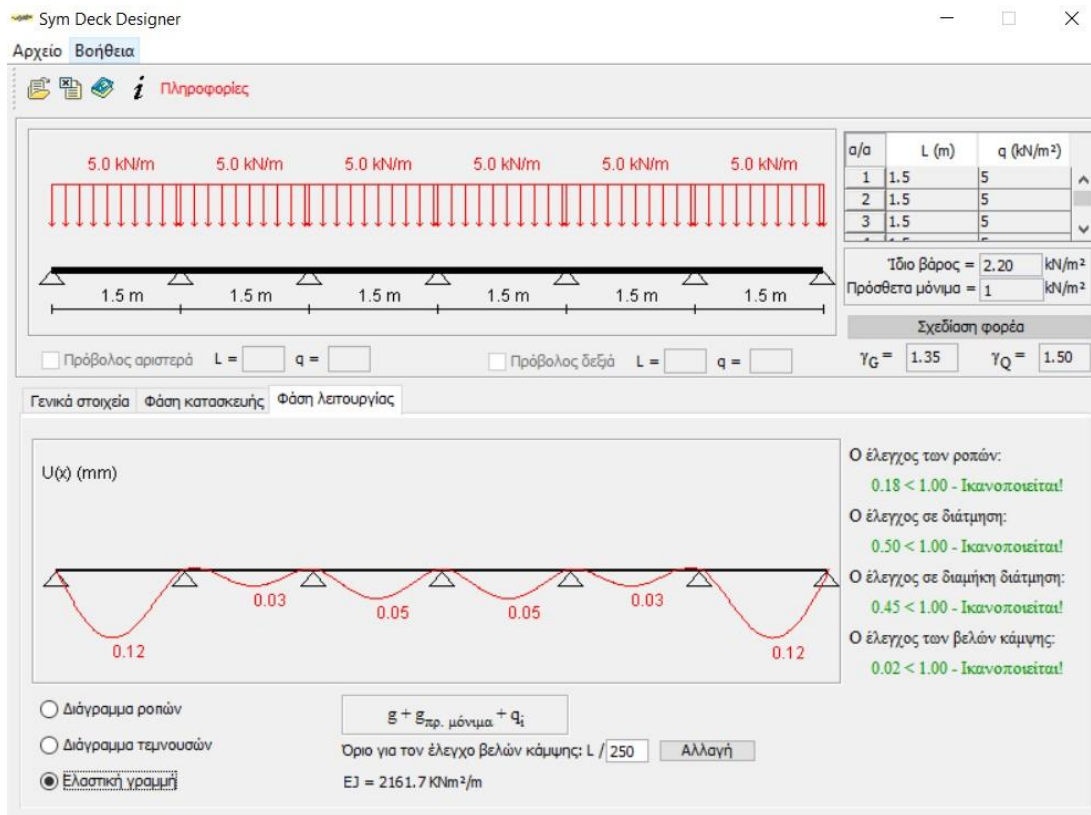 Sym Deck Designer
Αρχείο Βοήθεια
i Πληροφορίες
5.0 kN/m 5.0 kN/m 5.0 kN/m 5.0 kN/m 5.0 kN/m 5.0 kN/m
1.5 m 1.5 m 1.5 m 1.5 m 1.5 m 1.5 m
α/α L (m) q (kN/m²)
1 1.5 5
2 1.5 5
3 1.5 5
Ίδιο βάρος = 2.20 kN/m²
Πρόσθετα μόνιμα = 1 kN/m²
Σχεδίαση φορέα
Πρόβολος αριστερά L = q = Πρόβολος δεξιά L = q =
γG = 1.35 γQ = 1.50
Γενικά στοιχεία Φάση κατασκευής Φάση λειτουργίας
U(x) (mm)
0.12 0.03 0.05 0.05 0.03 0.12
Ο έλεγχος των ροπών:
0.18 < 1.00 - Ικανοποιείται!
Ο έλεγχος σε διάτμηση:
0.50 < 1.00 - Ικανοποιείται!
Ο έλεγχος σε διαμήκη διάτμηση:
0.45 < 1.00 - Ικανοποιείται!
Ο έλεγχος των βελών κάμψης:
0.02 < 1.00 - Ικανοποιείται!
Διάγραμμα ροπών
Διάγραμμα τεμνουσών
Ελαστική γραμμή
g + gπρ. μόνιμα + qi
Όριο για τον έλεγχο βελών κάμψης: L / 250 Αλλαγή
EJ = 2161.7 KNm²/m